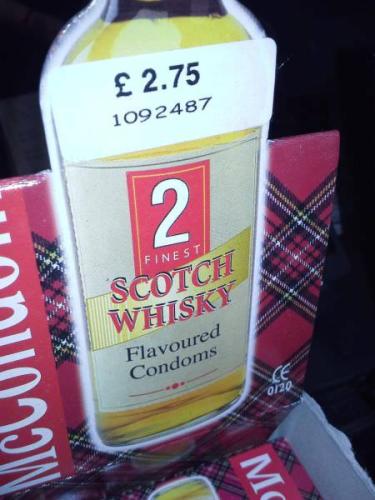 £ 2.75
1092487
2
FINEST
SCOTCH
WHISKY
Flavoured
Condoms
CE
0120